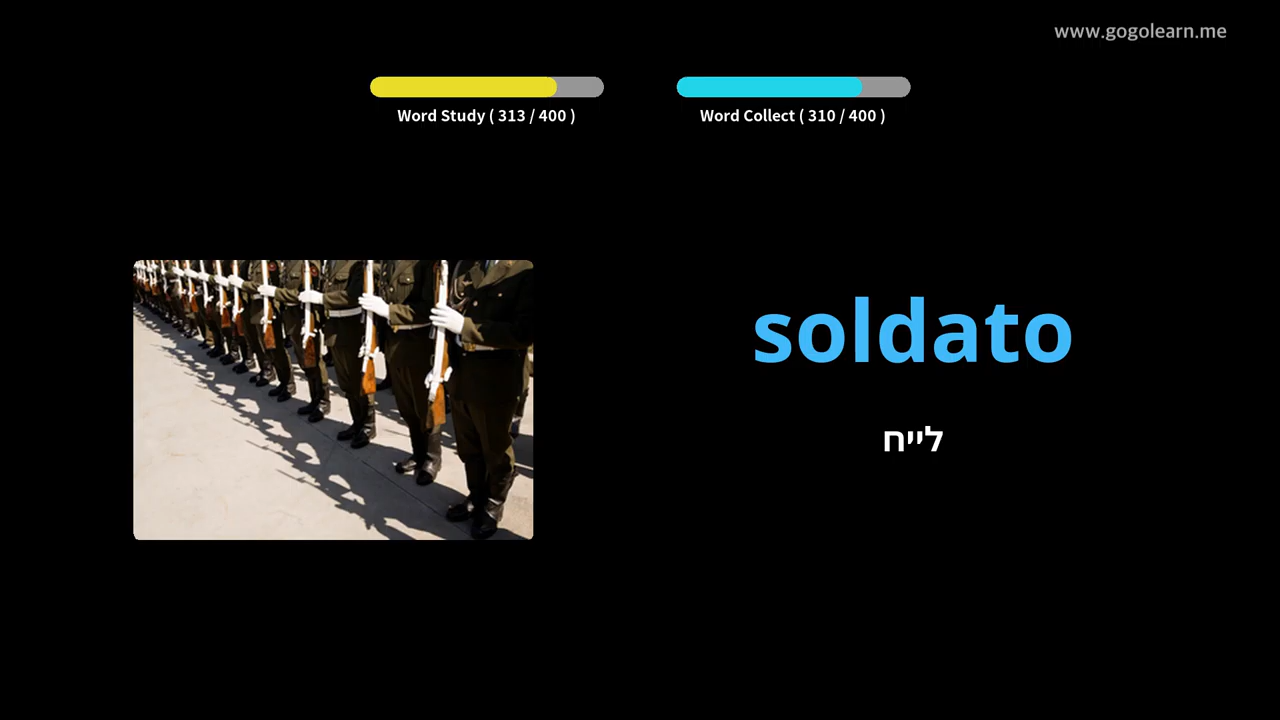 www.gogolearn.me
Word Study ( 313 / 400 )
Word Collect ( 310 / 400 )
soldato
לייח